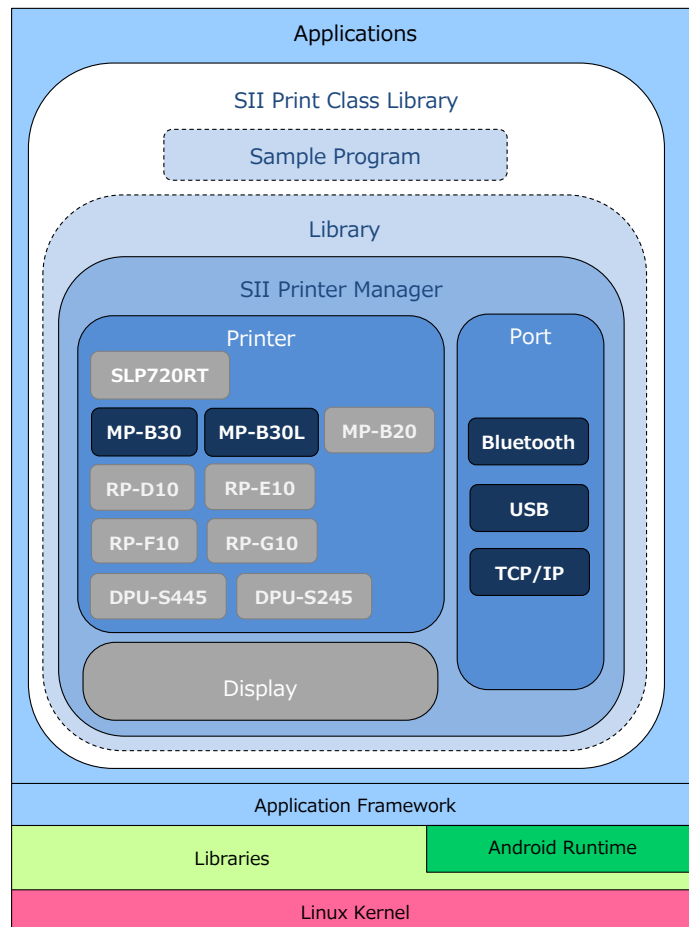 Applications
SII Print Class Library
Sample Program
Library
SII Printer Manager
Printer
SLP720RT
MP-B30
MP-B30L
MP-B20
RP-D10
RP-E10
RP-F10
RP-G10
DPU-S445
DPU-S245
Port
Bluetooth
USB
TCP/IP
Display
Application Framework
Libraries
Android Runtime
Linux Kernel